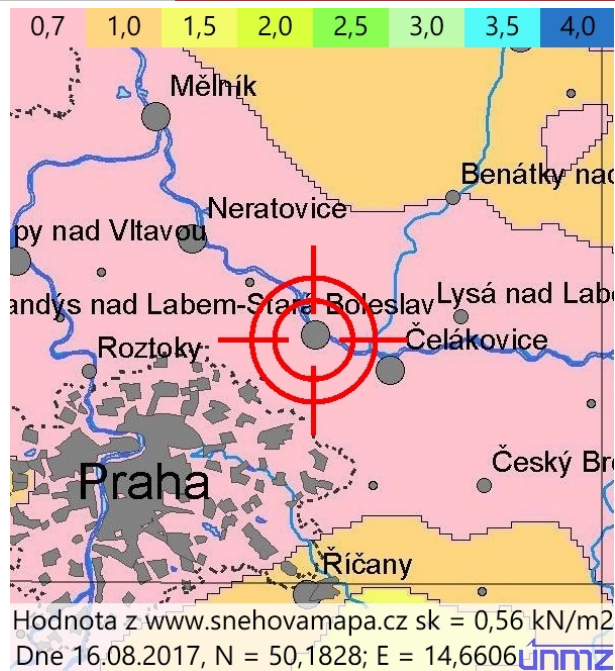 0,7 1,0 1,5 2,0 2,5 3,0 3,5 4,0
Mělník
Benátky nad
Neratovice
py nad Vltavou
andýs nad Labem-Stará Boleslav
Lysá nad Labe
Roztoky
Čelákovice
Praha
Český Bro
Říčany
Hodnota z www.snehovamapa.cz sk = 0,56 kN/m2
Dne 16.08.2017, N = 50,1828; E = 14,6606
únmz